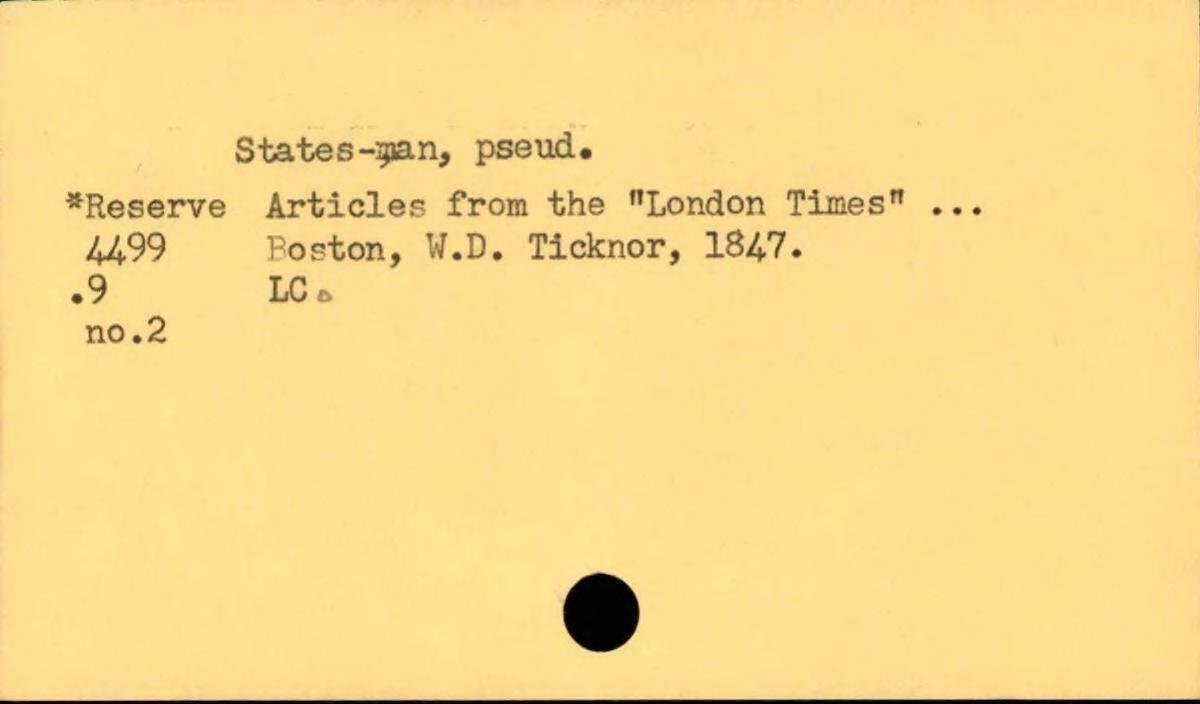 States-man, pseud.
*Reserve Articles from the "London Times" ...
4499 Boston, W.D. Ticknor, 1847.
.9 LC
no.2